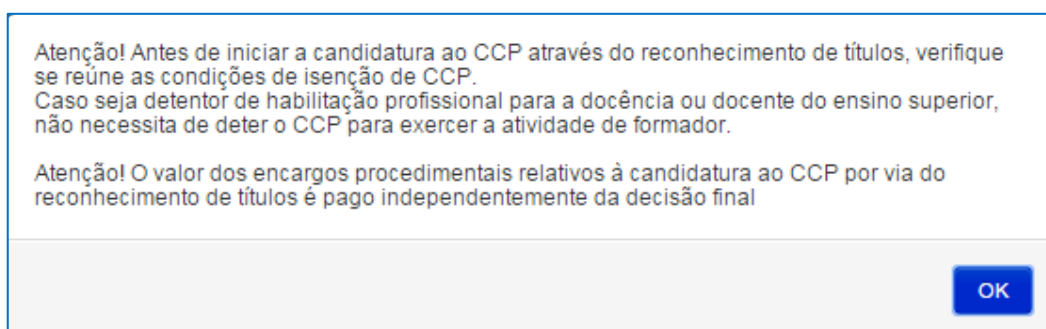 Atenção! Antes de iniciar a candidatura ao CCP através do reconhecimento de títulos, verifique
se reúne as condições de isenção de CCP.
Caso seja detentor de habilitação profissional para a docência ou docente do ensino superior,
não necessita de deter o CCP para exercer a atividade de formador.
Atenção! O valor dos encargos procedimentais relativos à candidatura ao CCP por via do
reconhecimento de títulos é pago independentemente da decisão final
OK